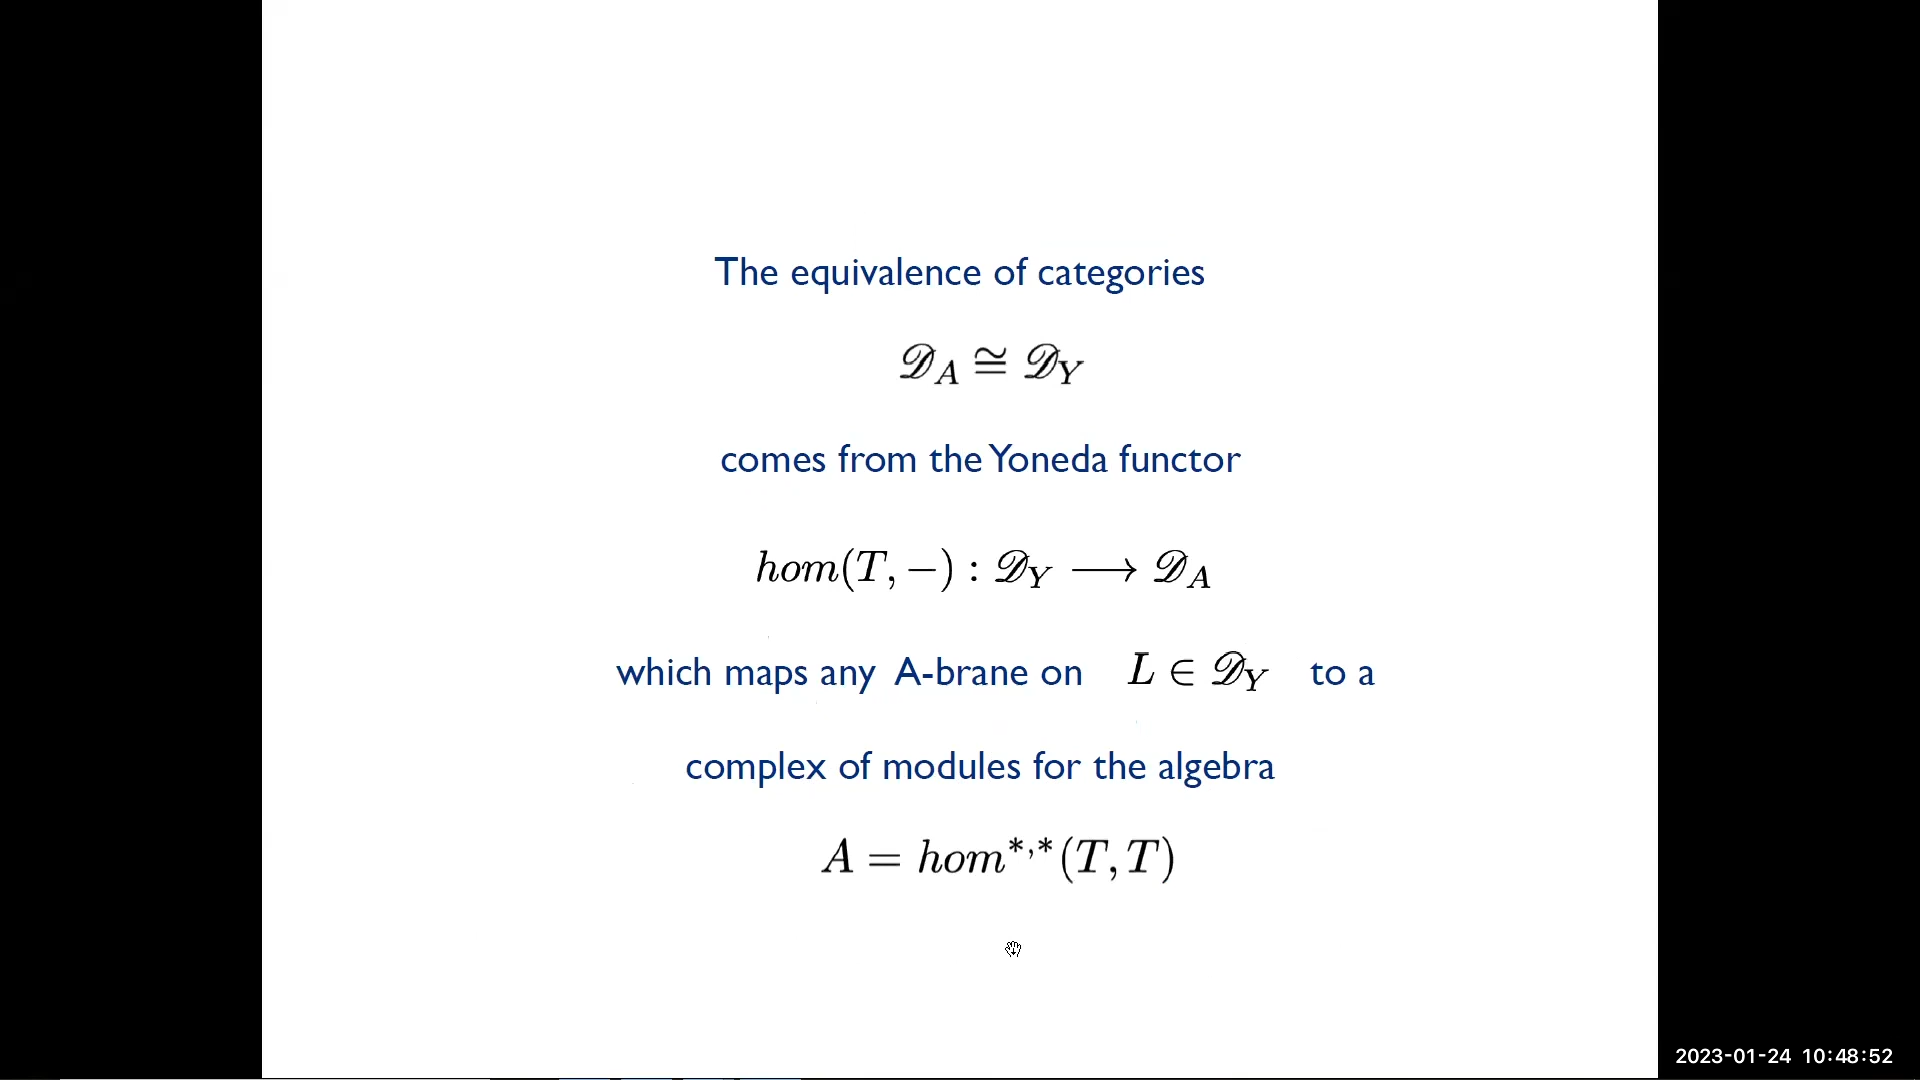 The equivalence of categories
𝒟_A ≅ 𝒟_Y
comes from the Yoneda functor
hom(T, −) : 𝒟_Y ⟶ 𝒟_A
which maps any A-brane on L ∈ 𝒟_Y to a
complex of modules for the algebra
A = hom^{*,*}(T, T)
2023-01-24 10:48:52